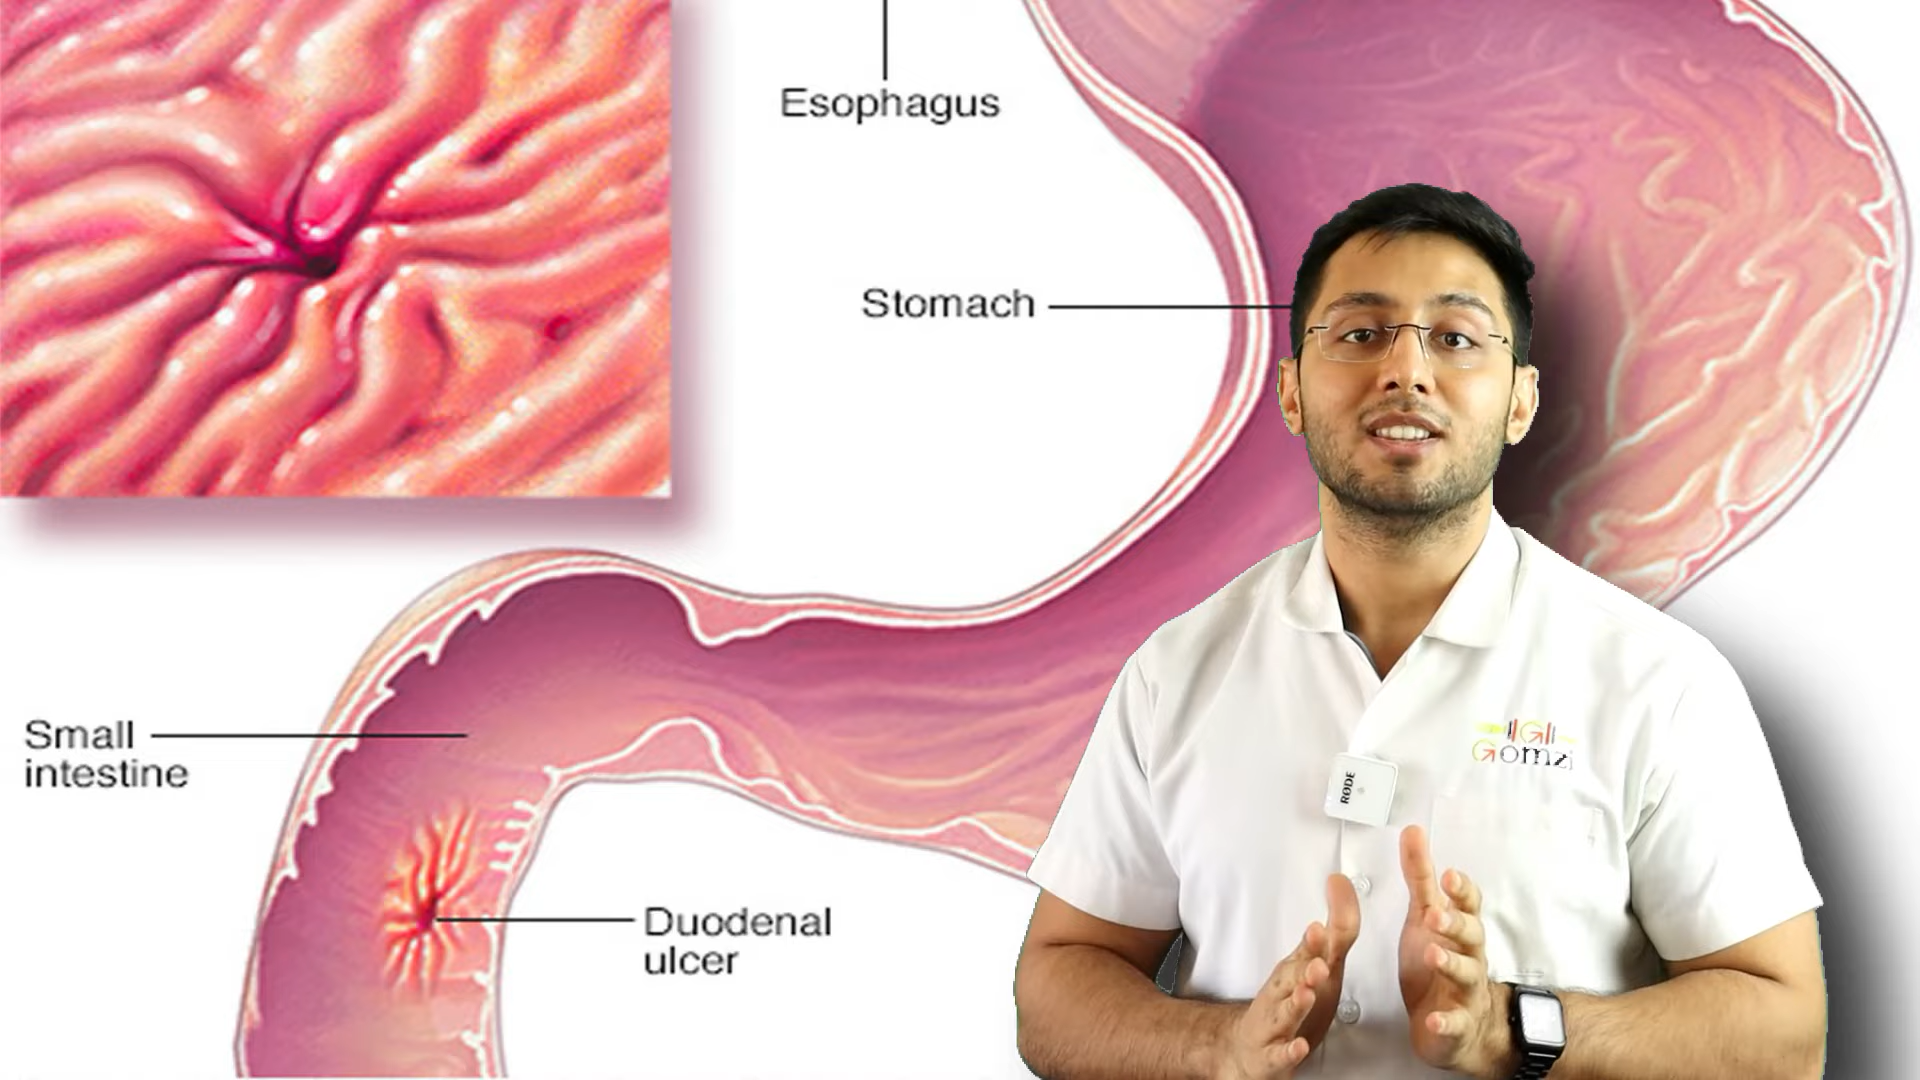 Esophagus
Stomach
Small
intestine
Duodenal
ulcer
Gomzi
RØDE